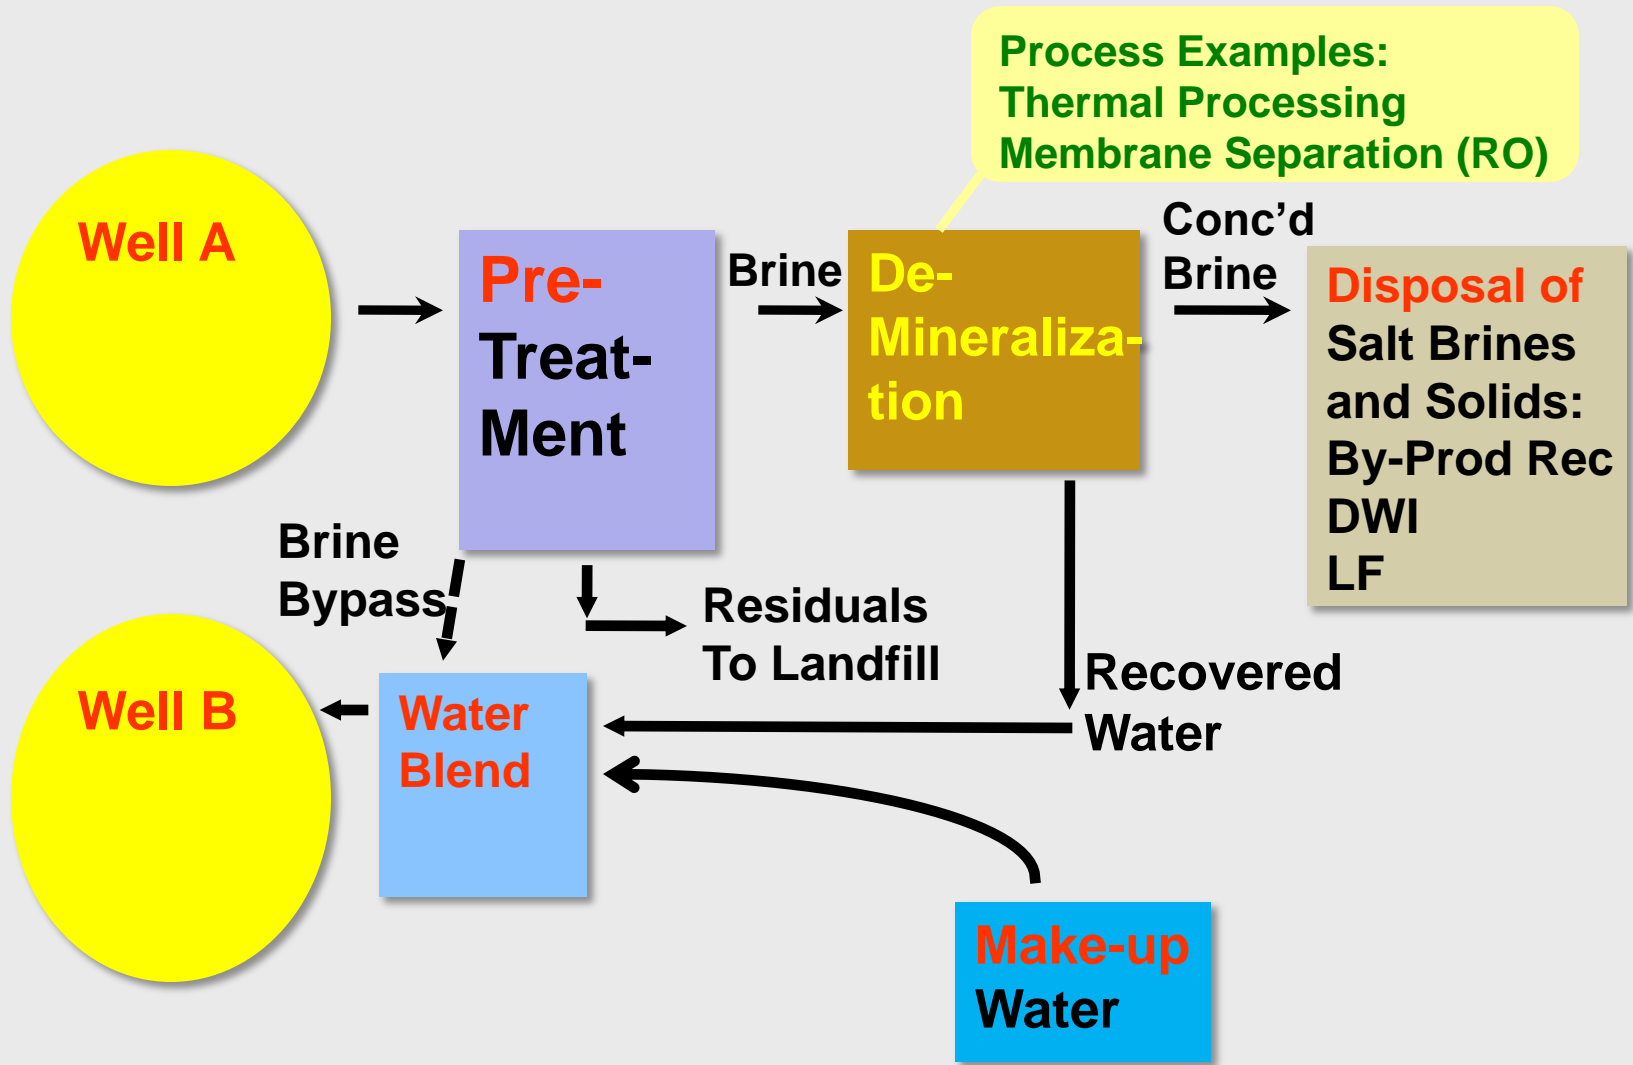 Process Examples:
Thermal Processing
Membrane Separation (RO)
Well A
Pre-
Treat-
Ment
Brine
De-
Mineraliza-
tion
Conc’d
Brine
Disposal of
Salt Brines
and Solids:
By-Prod Rec
DWI
LF
Brine
Bypass
Residuals
To Landfill
Recovered
Water
Well B
Water
Blend
Make-up
Water